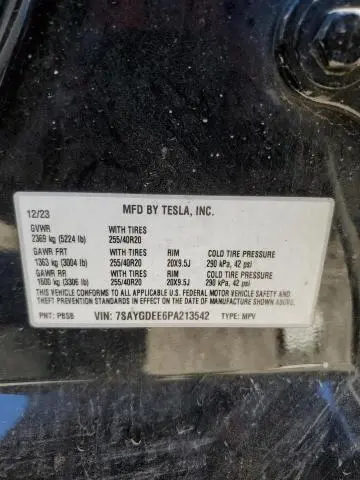 12/23 MFD BY TESLA, INC.
GVWR WITH TIRES
2369 kg (5224 lb) 255/40R20
GAWR FRT WITH TIRES RIM COLD TIRE PRESSURE
1363 kg (3004 lb) 255/40R20 20X9.5J 290 kPa, 42 psi
GAWR RR WITH TIRES RIM COLD TIRE PRESSURE
1500 kg (3306 lb) 255/40R20 20X9.5J 290 kPa, 42 psi
THIS VEHICLE CONFORMS TO ALL APPLICABLE U.S. FEDERAL MOTOR VEHICLE SAFETY AND
THEFT PREVENTION STANDARDS IN EFFECT ON THE DATE OF MANUFACTURE SHOWN ABOVE.
PNT: PBSB VIN: 7SAYGDEE6PA213542 TYPE: MPV